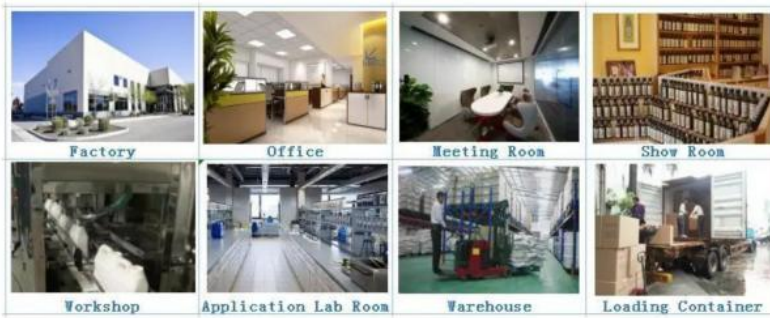 Factory
Office
Meeting Room
Show Room
Workshop
Application Lab Room
Warehouse
Loading Container